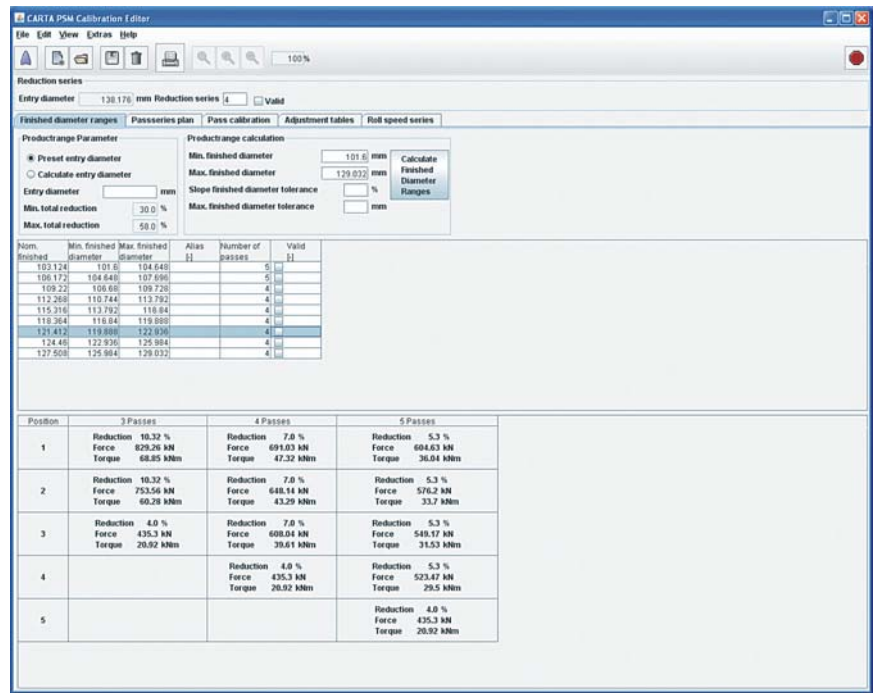 CARTA PSM Calibration Editor
File Edit View Extras Help
100%
Reduction series
Entry diameter 138.176 mm Reduction series 4 Valid
Finished diameter ranges Passseries plan Pass calibration Adjustment tables Roll speed series
Productrange Parameter
Preset entry diameter
Calculate entry diameter
Entry diameter mm
Min. total reduction 30.0 %
Max. total reduction 50.0 %
Productrange calculation
Min. finished diameter 101.6 mm
Max. finished diameter 129.032 mm
Slope finished diameter tolerance %
Max. finished diameter tolerance mm
Calculate
Finished
Diameter
Ranges
Nom. Min. finished Max. finished Alias Number of Valid
finished diameter diameter [-] passes [-]
103.124 101.6 104.648 5
106.172 104.648 107.696 5
109.22 106.68 109.728 4
112.268 110.744 113.792 4
115.316 113.792 116.84 4
118.364 116.84 119.888 4
121.412 119.888 122.936 4
124.46 122.936 125.984 4
127.508 125.984 129.032 4
Position 3 Passes 4 Passes 5 Passes
1
Reduction 10.32 %
Force 829.26 kN
Torque 68.85 kNm
Reduction 7.0 %
Force 691.03 kN
Torque 47.32 kNm
Reduction 5.3 %
Force 604.63 kN
Torque 36.04 kNm
2
Reduction 10.32 %
Force 753.56 kN
Torque 60.28 kNm
Reduction 7.0 %
Force 648.14 kN
Torque 43.29 kNm
Reduction 5.3 %
Force 576.2 kN
Torque 33.7 kNm
3
Reduction 4.0 %
Force 435.3 kN
Torque 20.92 kNm
Reduction 7.0 %
Force 608.04 kN
Torque 39.61 kNm
Reduction 5.3 %
Force 549.17 kN
Torque 31.53 kNm
4
Reduction 4.0 %
Force 435.3 kN
Torque 20.92 kNm
Reduction 5.3 %
Force 523.47 kN
Torque 29.5 kNm
5
Reduction 4.0 %
Force 435.3 kN
Torque 20.92 kNm